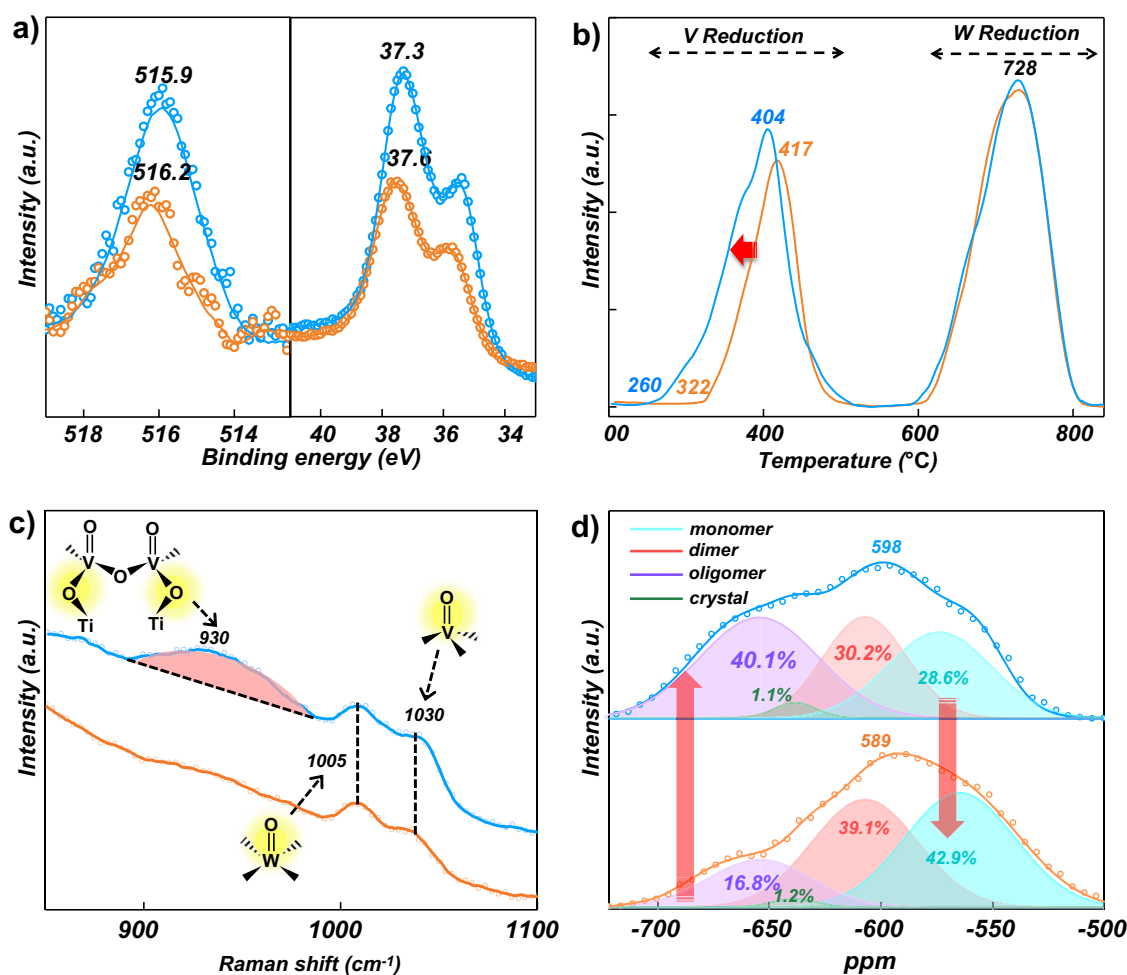 a)
515.9
516.2
37.3
37.6
Intensity (a.u.)
518
516
514
40
38
36
34
Binding energy (eV)
b)
V Reduction
W Reduction
728
404
417
260
322
Intensity (a.u.)
00
400
600
800
Temperature (°C)
c)
O
O
V
V
O
O
O
Ti
Ti
930
O
V
1030
1005
O
W
Intensity (a.u.)
900
1000
1100
Raman shift (cm⁻¹)
d)
monomer
dimer
oligomer
crystal
598
40.1%
30.2%
28.6%
1.1%
589
39.1%
42.9%
16.8%
1.2%
Intensity (a.u.)
-700
-650
-600
-550
-500
ppm